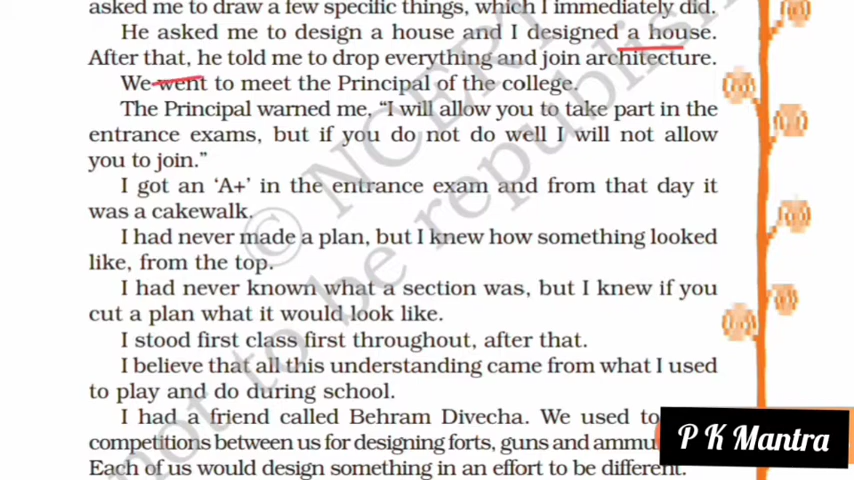 asked me to draw a few specific things, which I immediately did.
He asked me to design a house and I designed a house.
After that, he told me to drop everything and join architecture.
We went to meet the Principal of the college.
The Principal warned me, “I will allow you to take part in the
entrance exams, but if you do not do well I will not allow
you to join.”
I got an ‘A+’ in the entrance exam and from that day it
was a cakewalk.
I had never made a plan, but I knew how something looked
like, from the top.
I had never known what a section was, but I knew if you
cut a plan what it would look like.
I stood first class first throughout, after that.
I believe that all this understanding came from what I used
to play and do during school.
I had a friend called Behram Divecha. We used to
competitions between us for designing forts, guns and
Each of us would design something in an effort to be different.
© NCERT
not to be republish
P K Mantra